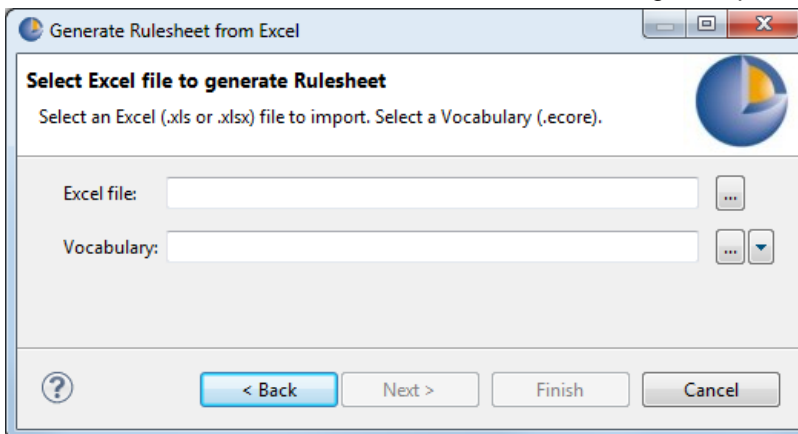 Generate Rulesheet from Excel
Select Excel file to generate Rulesheet
Select an Excel (.xls or .xlsx) file to import. Select a Vocabulary (.ecore).
Excel file:
...
Vocabulary:
...
?
< Back Next > Finish Cancel